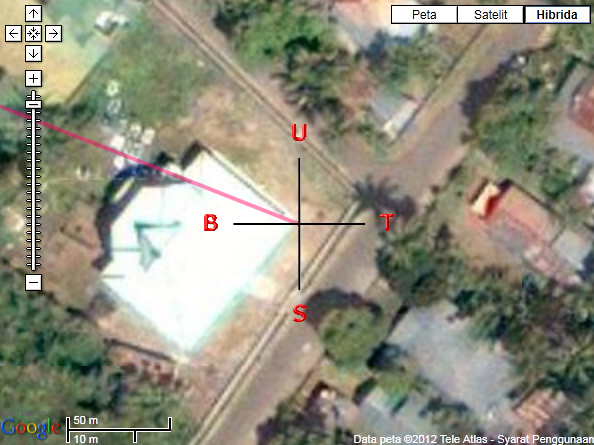 Peta Satelit Hibrida
U
B T
S
Google
50 m
10 m
Data peta ©2012 Tele Atlas - Syarat Penggunaan